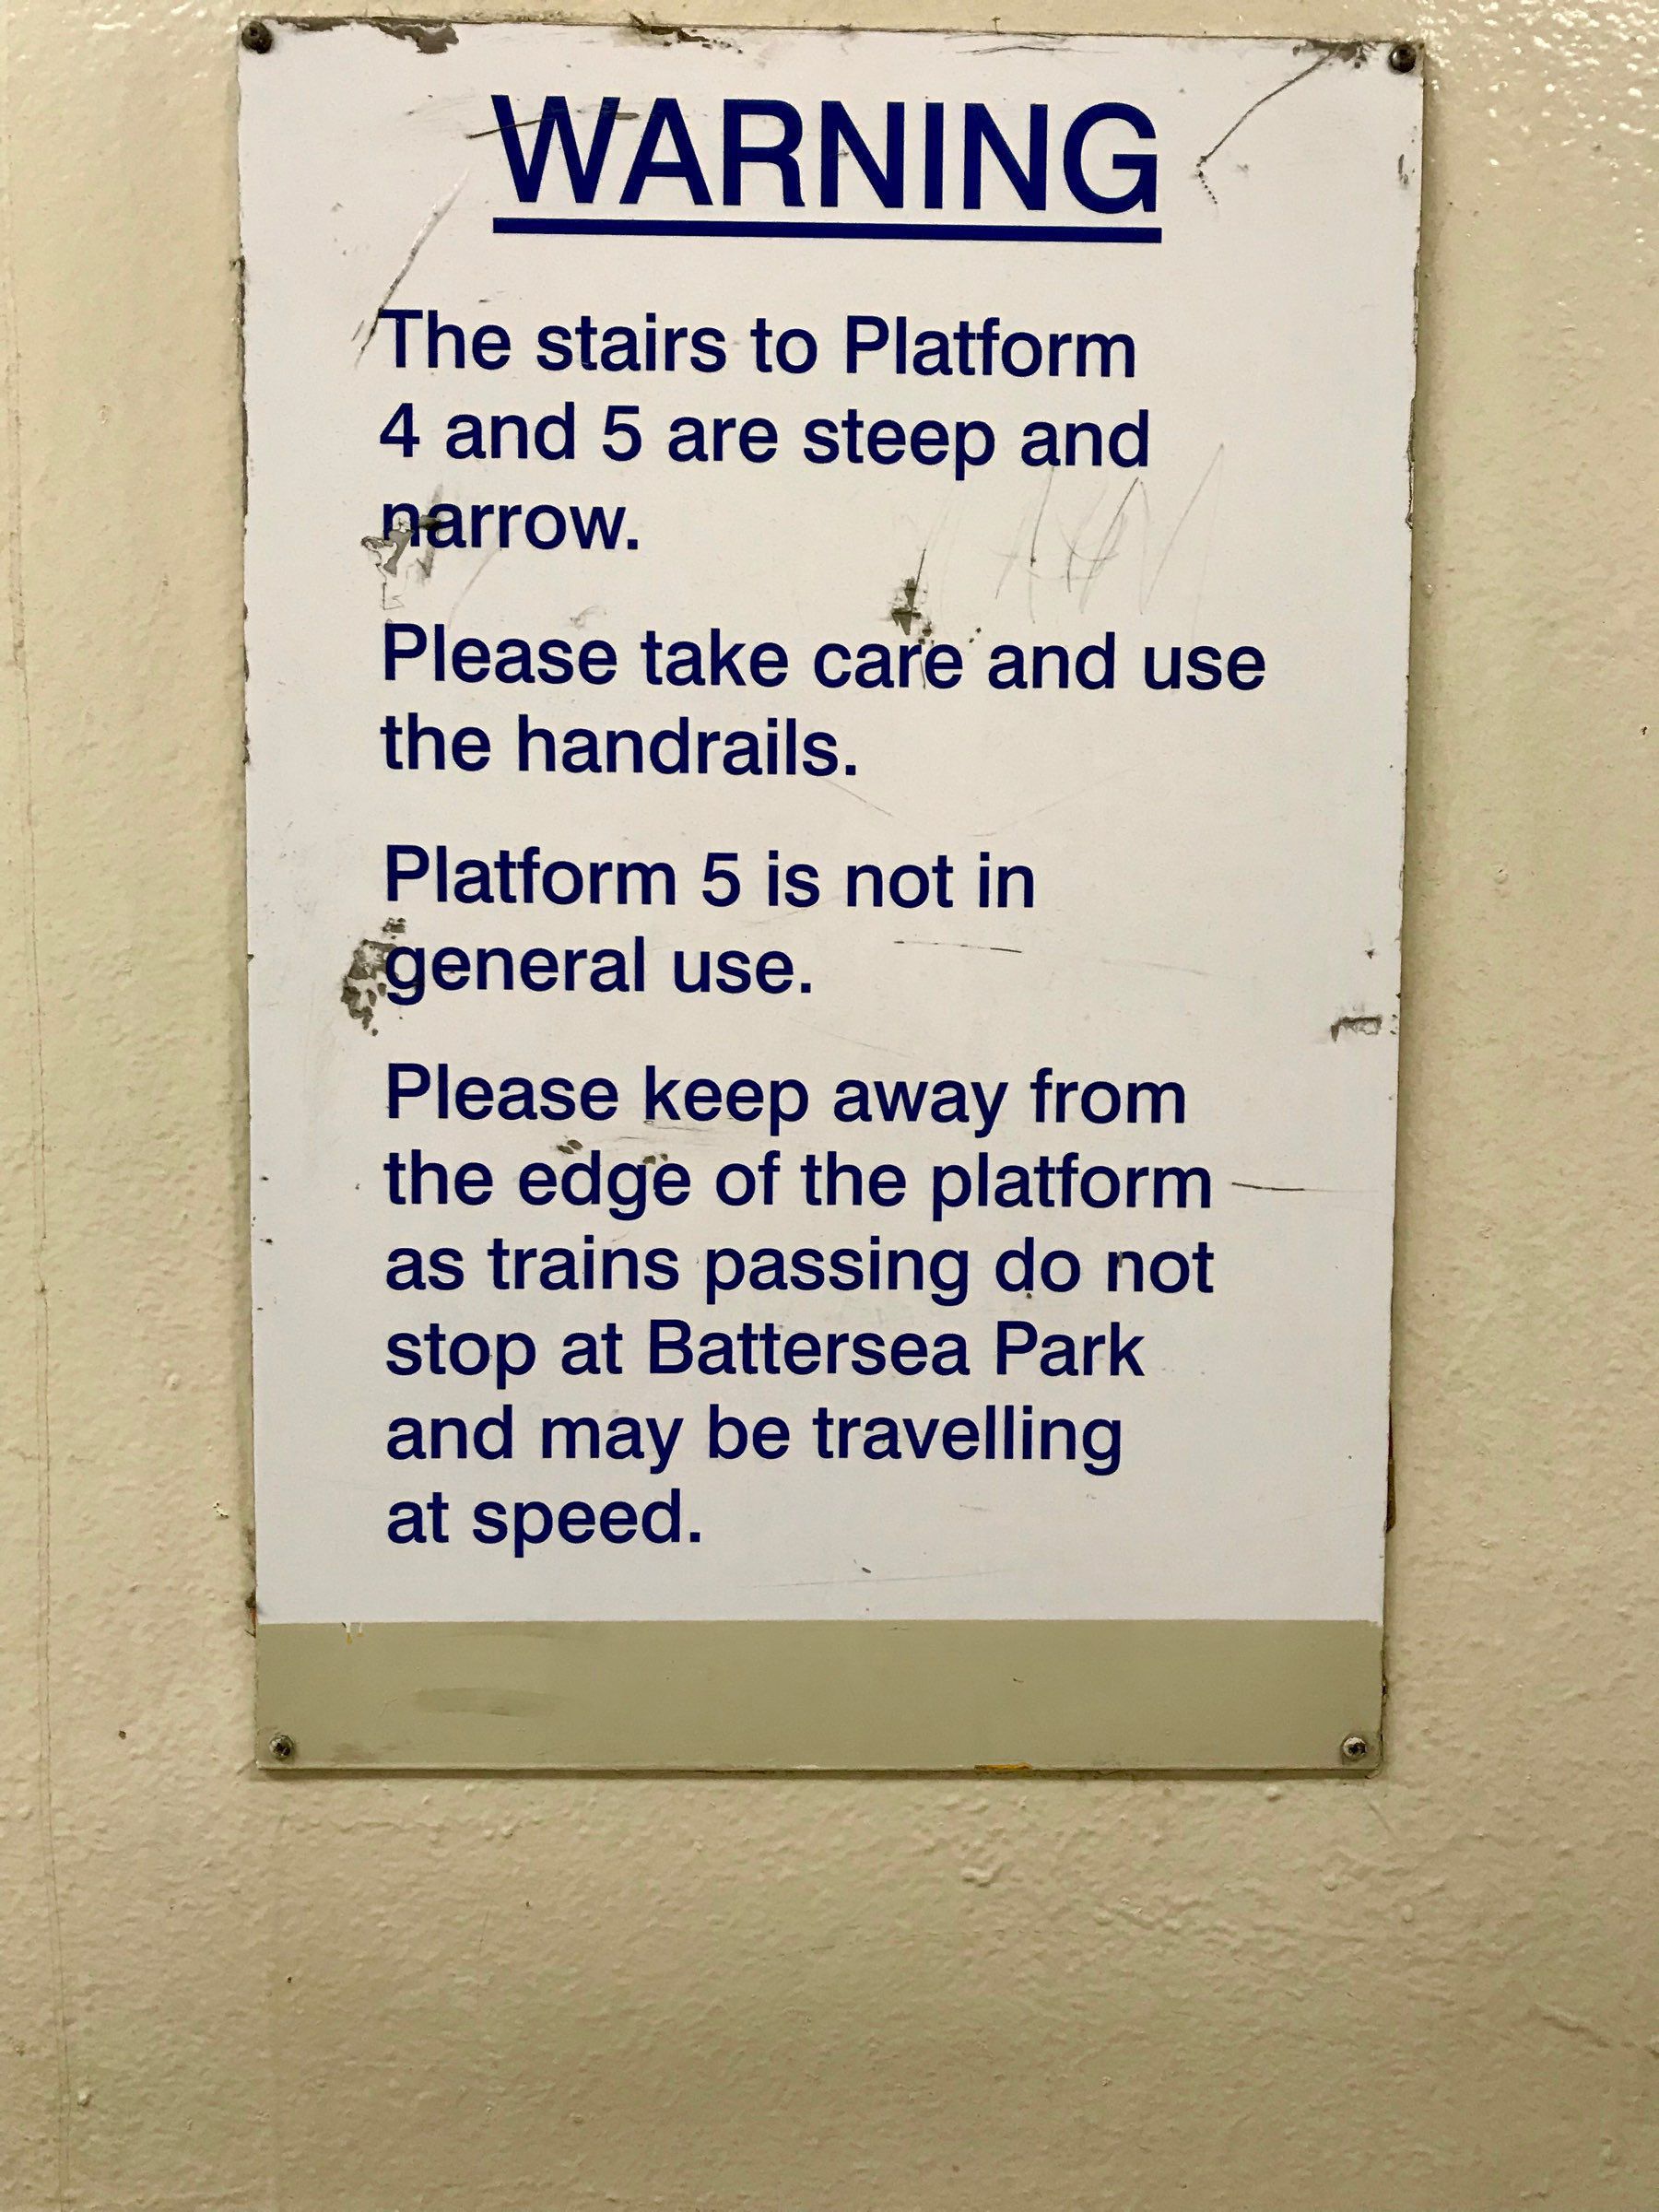 WARNING
The stairs to Platform
4 and 5 are steep and
narrow.
Please take care and use
the handrails.
Platform 5 is not in
general use.
Please keep away from
the edge of the platform
as trains passing do not
stop at Battersea Park
and may be travelling
at speed.